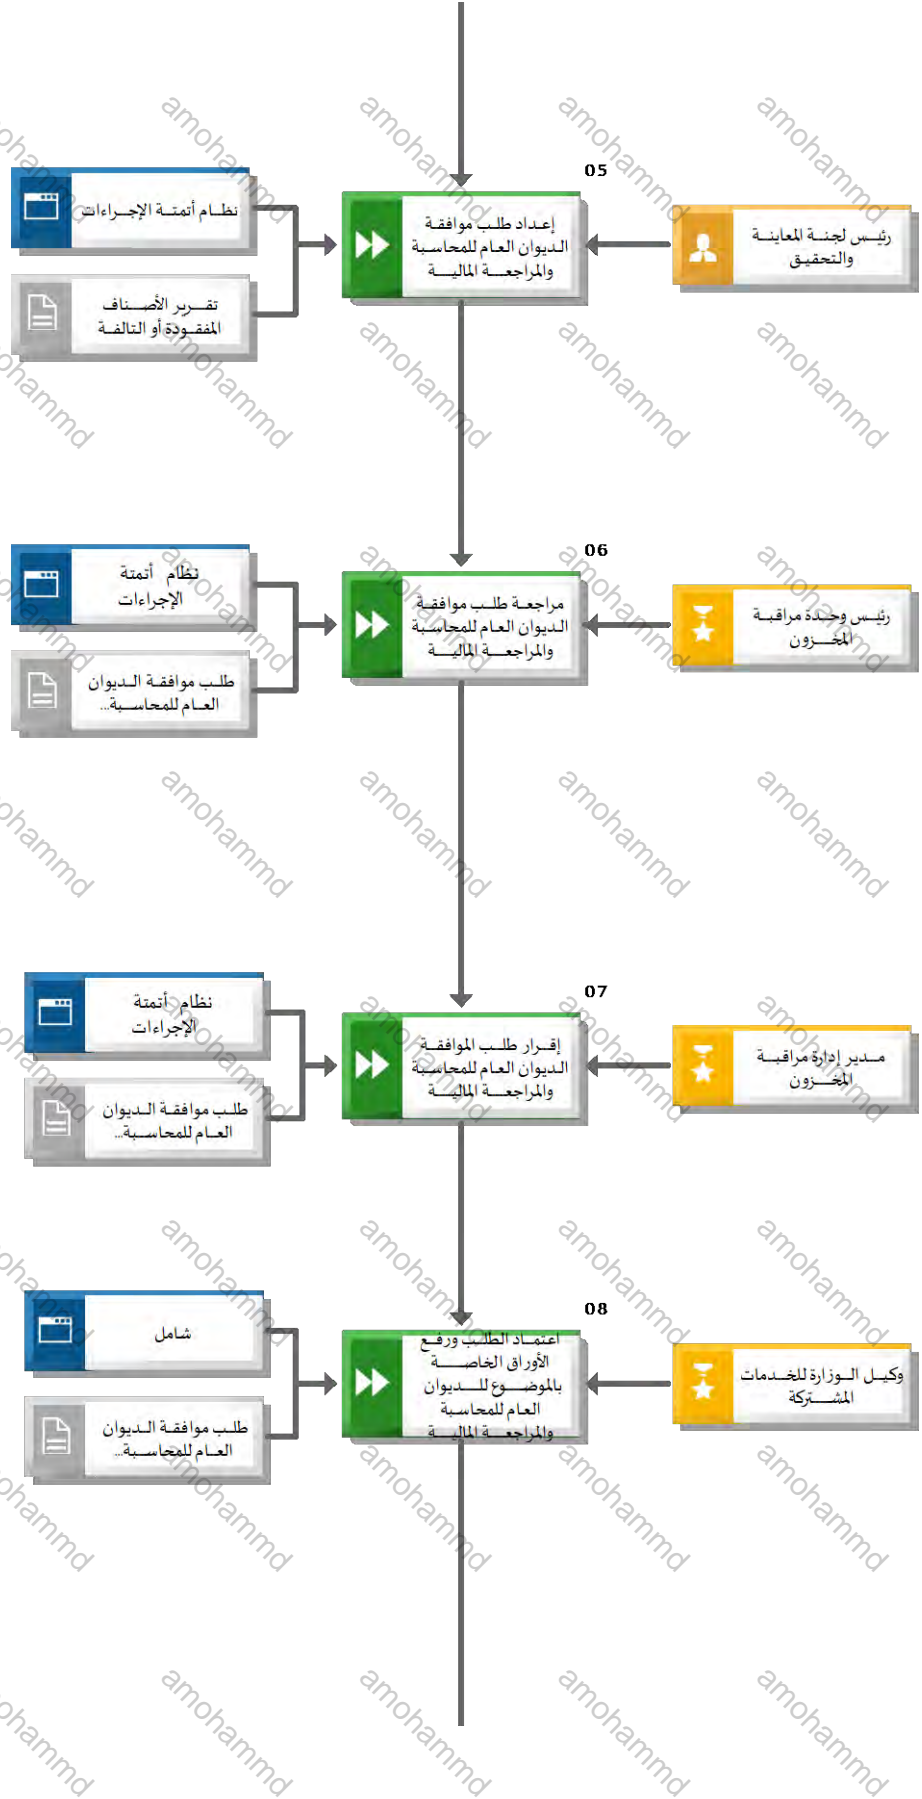 05
رئيس لجنة المعاينة
والتحقيق
إعداد طلب موافقة
الديوان العام للمحاسبة
والمراجعة المالية
نظام أتمتة الإجراءات
تقرير الأصناف
المفقودة أو التالفة
06
رئيس وحدة مراقبة
المخزون
مراجعة طلب موافقة
الديوان العام للمحاسبة
والمراجعة المالية
نظام أتمتة
الإجراءات
طلب موافقة الديوان
العام للمحاسبة...
07
مدير إدارة مراقبة
المخزون
إقرار طلب الموافقة
الديوان العام للمحاسبة
والمراجعة المالية
نظام أتمتة
الإجراءات
طلب موافقة الديوان
العام للمحاسبة...
08
وكيل الوزارة للخدمات
المشتركة
اعتماد الطلب ورفع
الأوراق الخاصة
بالموضوع للديوان
العام للمحاسبة
والمراجعة المالية
شامل
طلب موافقة الديوان
العام للمحاسبة...
amohammd